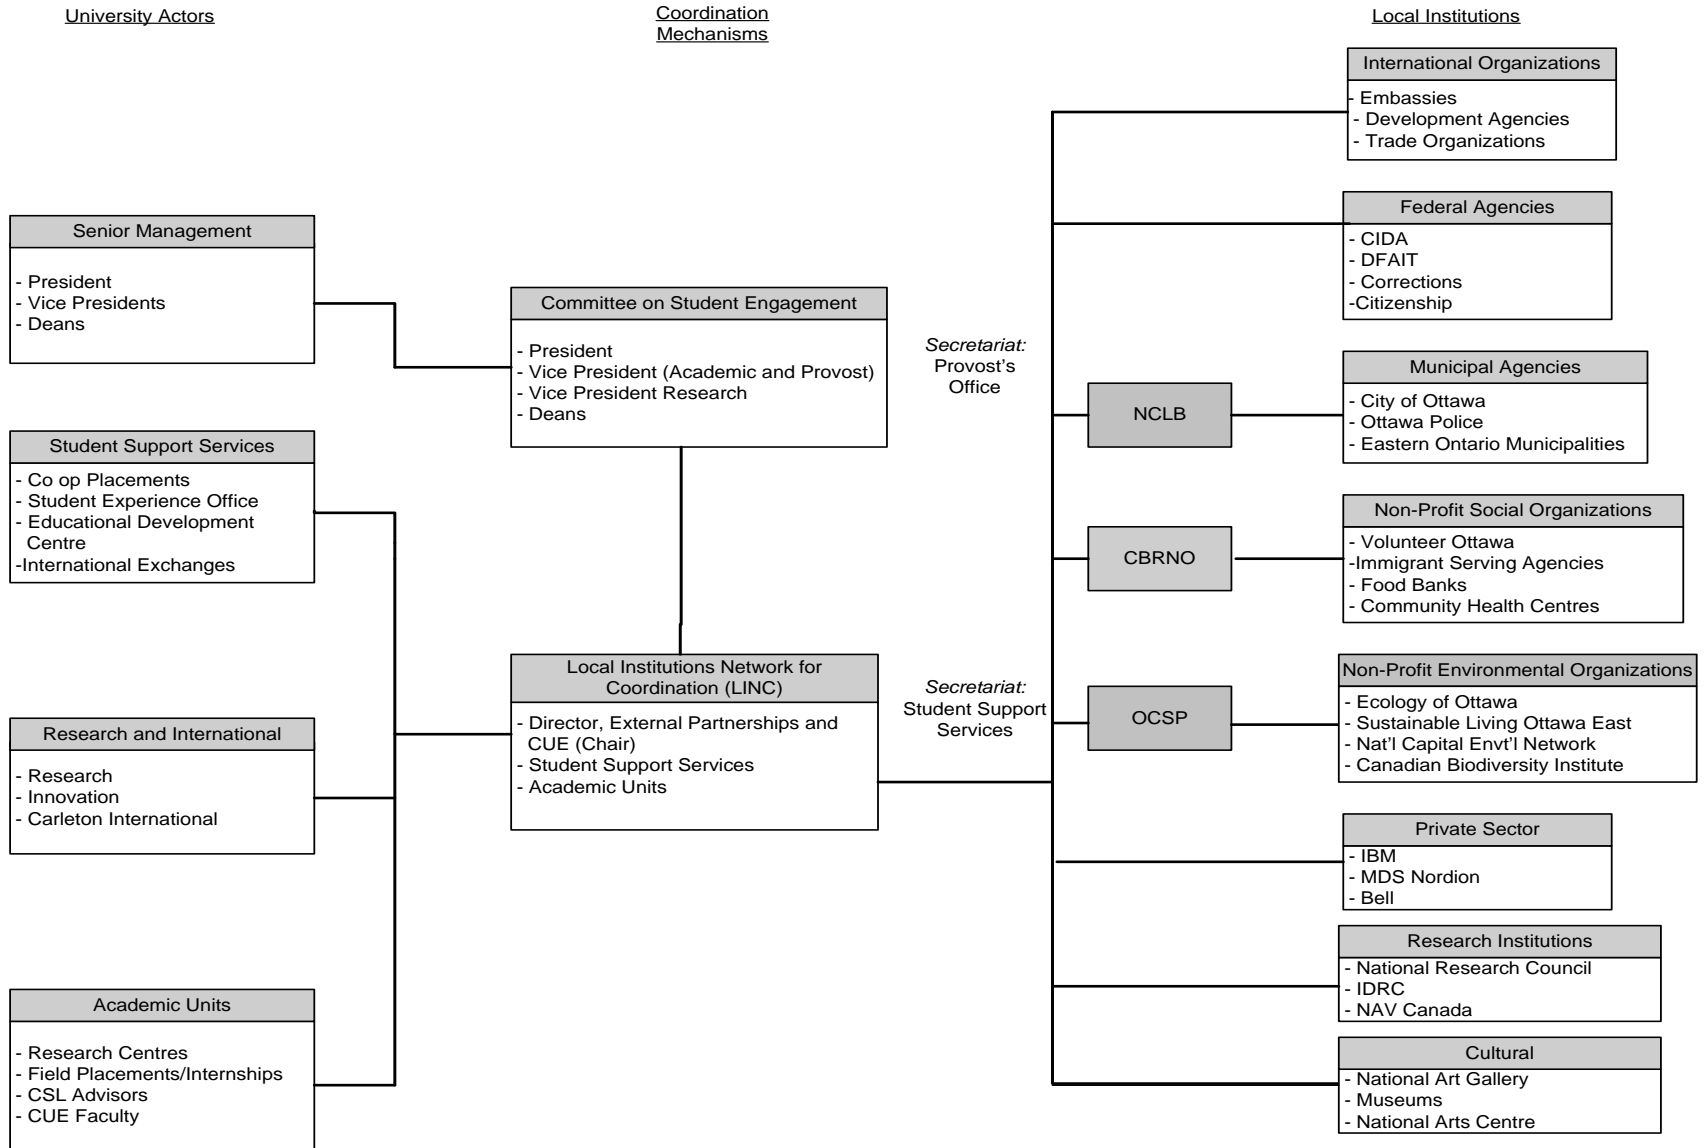 University Actors
Coordination
Mechanisms
Local Institutions
Senior Management
- President
- Vice Presidents
- Deans
Student Support Services
- Co op Placements
- Student Experience Office
- Educational Development
Centre
-International Exchanges
Research and International
- Research
- Innovation
- Carleton International
Academic Units
- Research Centres
- Field Placements/Internships
- CSL Advisors
- CUE Faculty
Committee on Student Engagement
- President
- Vice President (Academic and Provost)
- Vice President Research
- Deans
Local Institutions Network for
Coordination (LINC)
- Director, External Partnerships and
CUE (Chair)
- Student Support Services
- Academic Units
Secretariat:
Provost's
Office
Secretariat:
Student Support
Services
NCLB
CBRNO
OCSP
International Organizations
- Embassies
- Development Agencies
- Trade Organizations
Federal Agencies
- CIDA
- DFAIT
- Corrections
-Citizenship
Municipal Agencies
- City of Ottawa
- Ottawa Police
- Eastern Ontario Municipalities
Non-Profit Social Organizations
- Volunteer Ottawa
-Immigrant Serving Agencies
- Food Banks
- Community Health Centres
Non-Profit Environmental Organizations
- Ecology of Ottawa
- Sustainable Living Ottawa East
- Nat'l Capital Envt'l Network
- Canadian Biodiversity Institute
Private Sector
- IBM
- MDS Nordion
- Bell
Research Institutions
- National Research Council
- IDRC
- NAV Canada
Cultural
- National Art Gallery
- Museums
- National Arts Centre